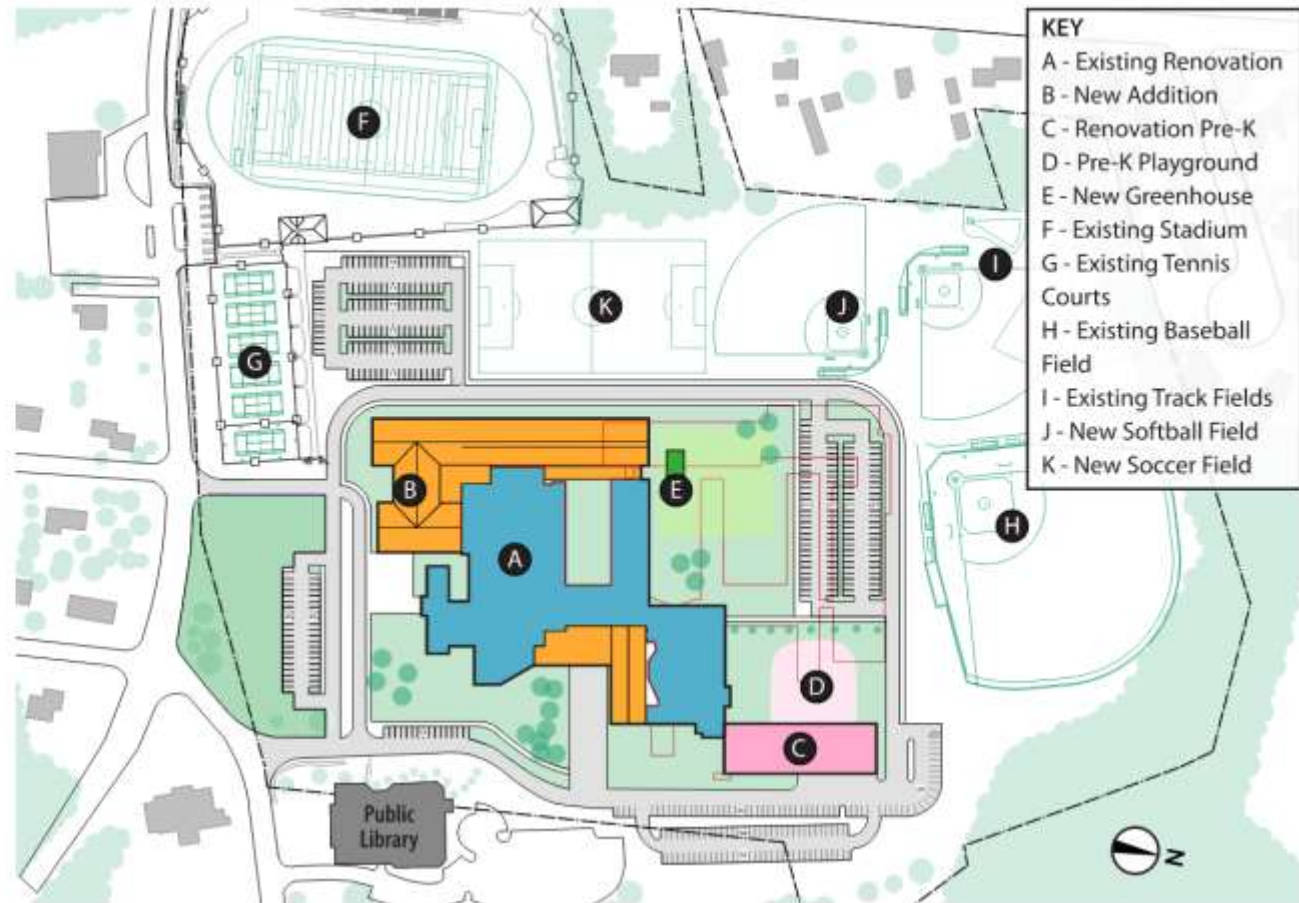 KEY
A - Existing Renovation
B - New Addition
C - Renovation Pre-K
D - Pre-K Playground
E - New Greenhouse
F - Existing Stadium
G - Existing Tennis
Courts
H - Existing Baseball
Field
I - Existing Track Fields
J - New Softball Field
K - New Soccer Field
F
I
K
J
G
B
E
H
A
D
C
Public
Library
N